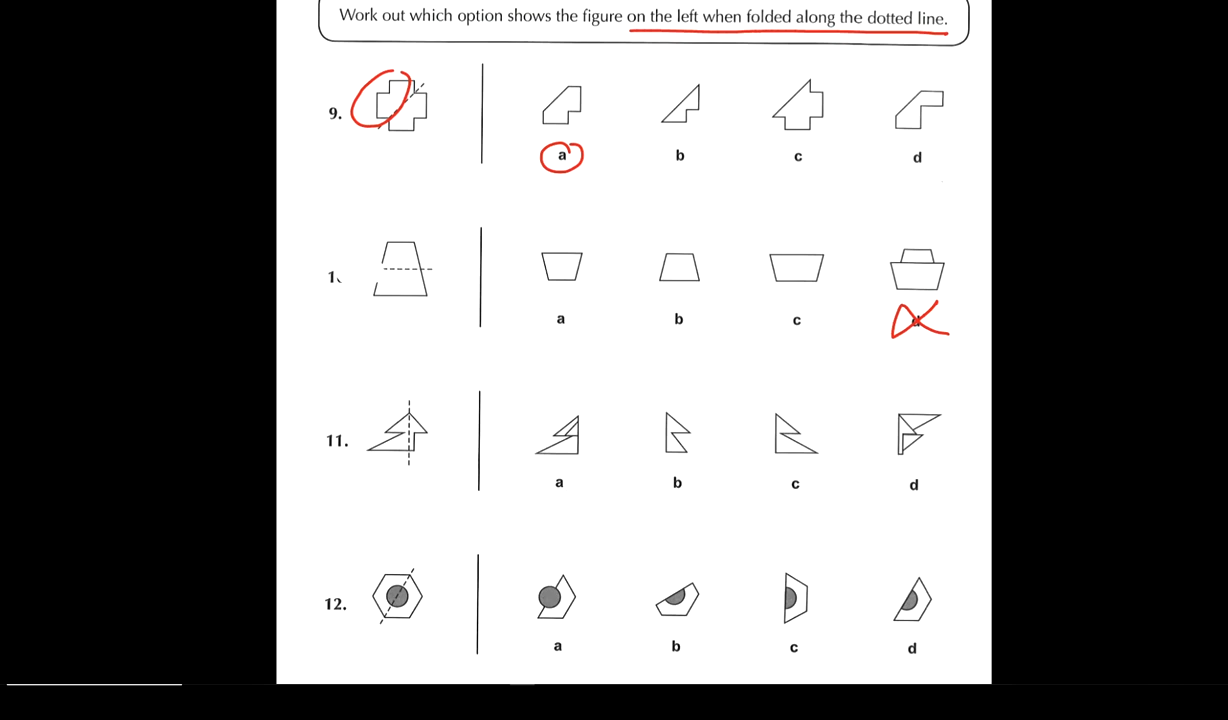 Work out which option shows the figure on the left when folded along the dotted line.
9.
a b c d
1
a b c
11.
a b c d
12.
a b c d